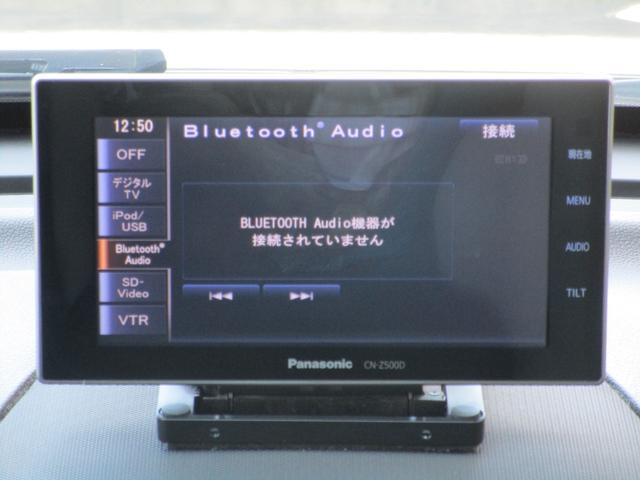 12:50
Bluetooth® Audio
接続
OFF
デジタル
TV
iPod/
USB
Bluetooth®
Audio
SD-
Video
VTR
BLUETOOTH Audio機器が
接続されていません
現在地
MENU
AUDIO
TILT
Panasonic CN-Z500D